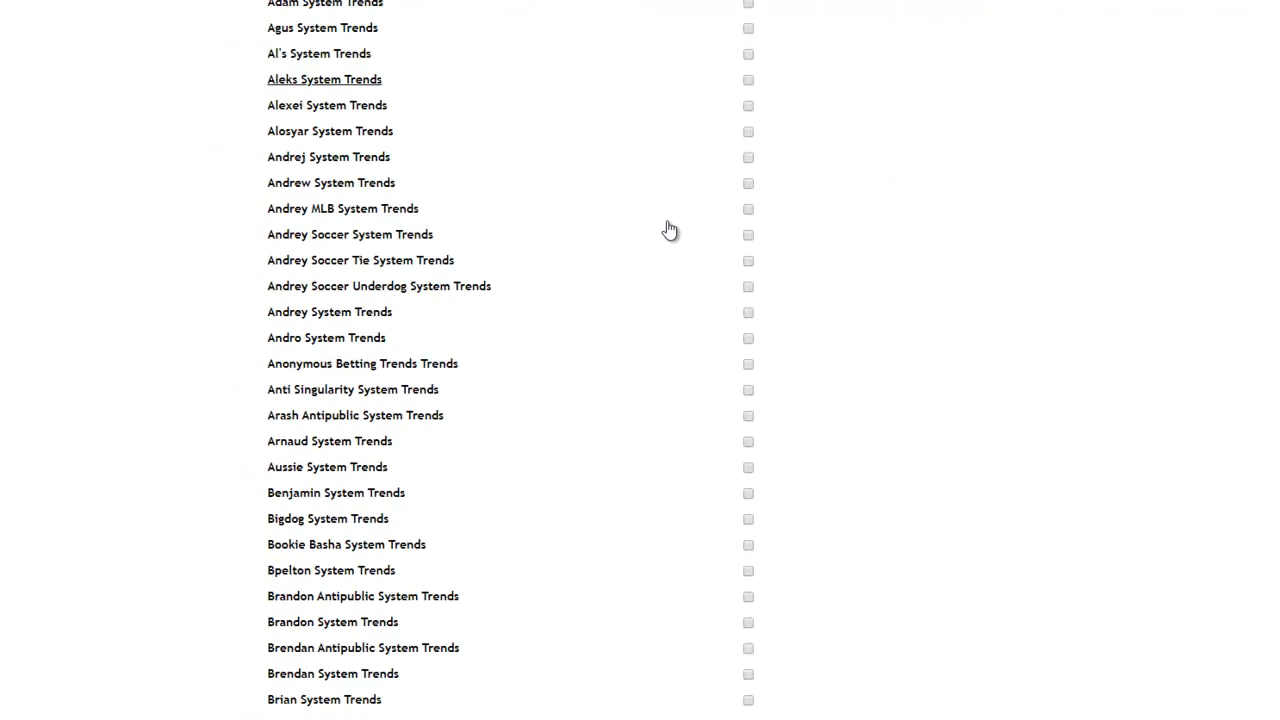 Adam System Trends
Agus System Trends
Al's System Trends
Aleks System Trends
Alexei System Trends
Alosyar System Trends
Andrej System Trends
Andrew System Trends
Andrey MLB System Trends
Andrey Soccer System Trends
Andrey Soccer Tie System Trends
Andrey Soccer Underdog System Trends
Andrey System Trends
Andro System Trends
Anonymous Betting Trends Trends
Anti Singularity System Trends
Arash Antipublic System Trends
Arnaud System Trends
Aussie System Trends
Benjamin System Trends
Bigdog System Trends
Bookie Basha System Trends
Bpelton System Trends
Brandon Antipublic System Trends
Brandon System Trends
Brendan Antipublic System Trends
Brendan System Trends
Brian System Trends